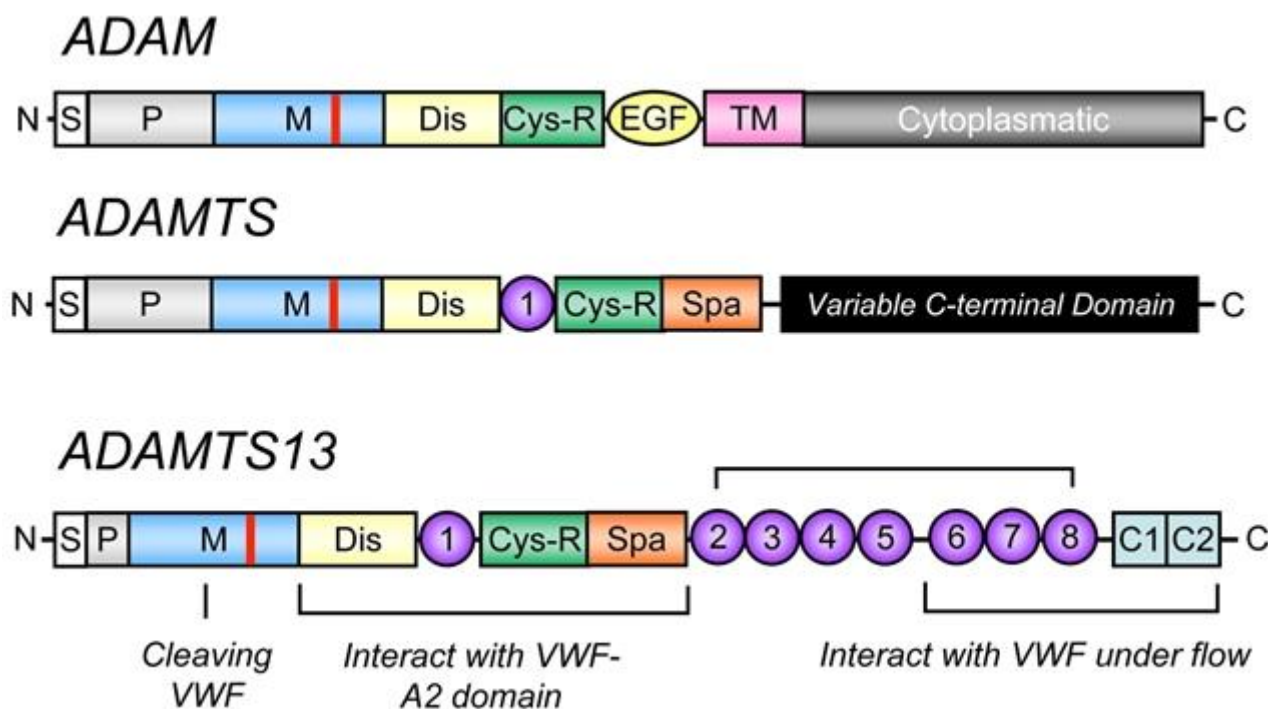 ADAM
N S P M Dis Cys-R EGF TM Cytoplasmatic C
ADAMTS
N S P M Dis 1 Cys-R Spa Variable C-terminal Domain C
ADAMTS13
N S P M Dis 1 Cys-R Spa 2 3 4 5 6 7 8 C1 C2 C
Cleaving
VWF
Interact with VWF-
A2 domain
Interact with VWF under flow